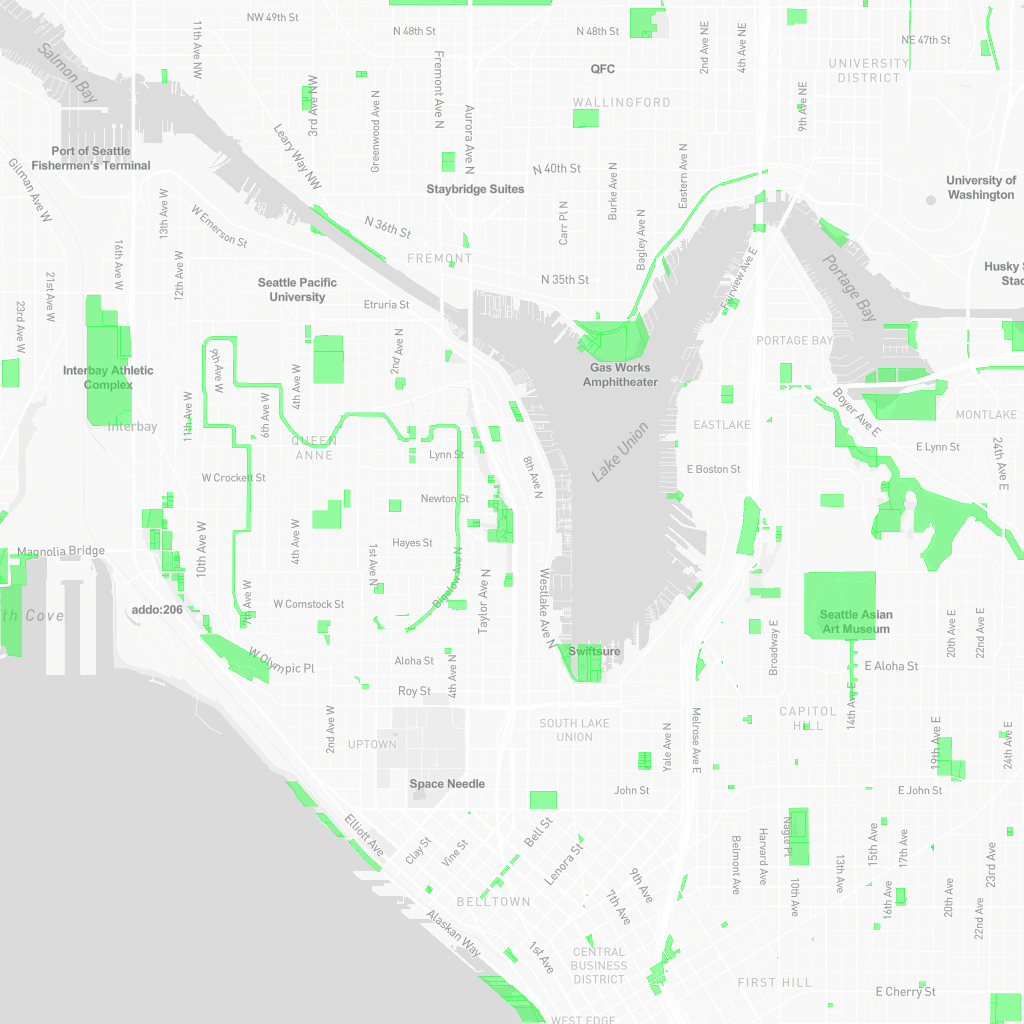 NW 49th St
11th Ave NW
N 48th St
N 48th St
2nd Ave NE
4th Ave NE
NE 47th St
Fremont Ave N
QFC
UNIVERSITY
DISTRICT
Salmon Bay
3rd Ave NW
Greenwood Ave N
Aurora Ave N
WALLINGFORD
9th Ave NE
Port of Seattle
Fishermen's Terminal
Leary Way NW
Gilman Ave W
N 40th St
Staybridge Suites
Burke Ave N
Eastern Ave N
University of
Washington
13th Ave W
W Emerson St
N 36th St
Carr Pl N
Bagley Ave N
16th Ave W
12th Ave W
FREMONT
21st Ave W
23rd Ave W
Seattle Pacific
University
N 35th St
Fairview Ave E
Portage Bay
Husky S
Stad
Etruria St
2nd Ave N
PORTAGE BAY
9th Ave W
4th Ave W
Interbay Athletic
Complex
Gas Works
Amphitheater
11th Ave W
6th Ave W
Boyer Ave E
MONTLAKE
Interbay
QUEEN
ANNE
EASTLAKE
Lynn St
Lake Union
E Lynn St
24th Ave E
8th Ave N
E Boston St
W Crockett St
Newton St
10th Ave W
4th Ave W
Hayes St
Magnolia Bridge
1st Ave N
Bigelow Ave N
Taylor Ave N
Westlake Ave N
W Comstock St
7th Ave W
addo:206
th Cove
Seattle Asian
Art Museum
20th Ave E
22nd Ave E
Broadway E
W Olympic Pl
Aloha St
Swiftsure
E Aloha St
4th Ave N
Roy St
14th Ave E
2nd Ave W
SOUTH LAKE
UNION
CAPITOL
HILL
UPTOWN
Yale Ave N
Melrose Ave E
19th Ave E
24th Ave E
Space Needle
John St
E John St
Elliott Ave
Clay St
Vine St
Bell St
Lenora St
Nagle Pl
Belmont Ave
Harvard Ave
13th Ave
15th Ave
17th Ave
23rd Ave
BELLTOWN
9th Ave
7th Ave
10th Ave
16th Ave
20th Ave
22nd Ave
Alaskan Way
1st Ave
CENTRAL
BUSINESS
DISTRICT
FIRST HILL
E Cherry St
WEST EDGE